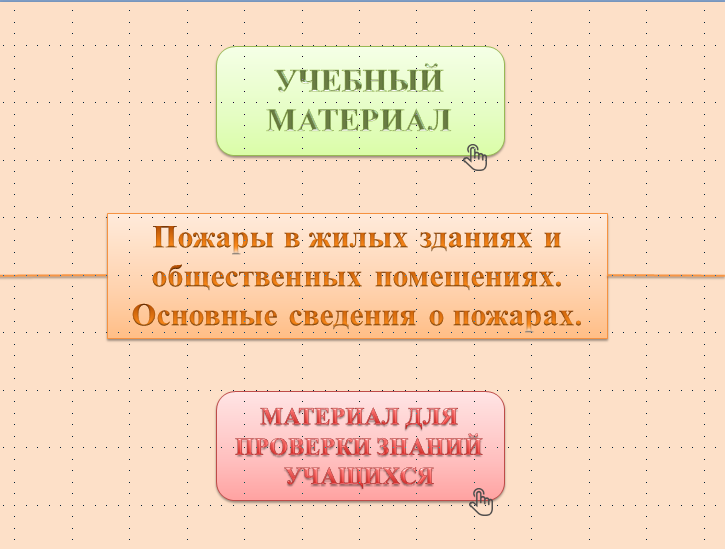 УЧЕБНЫЙ
МАТЕРИАЛ
Пожары в жилых зданиях и
общественных помещениях.
Основные сведения о пожарах.
МАТЕРИАЛ ДЛЯ
ПРОВЕРКИ ЗНАНИЙ
УЧАЩИХСЯ